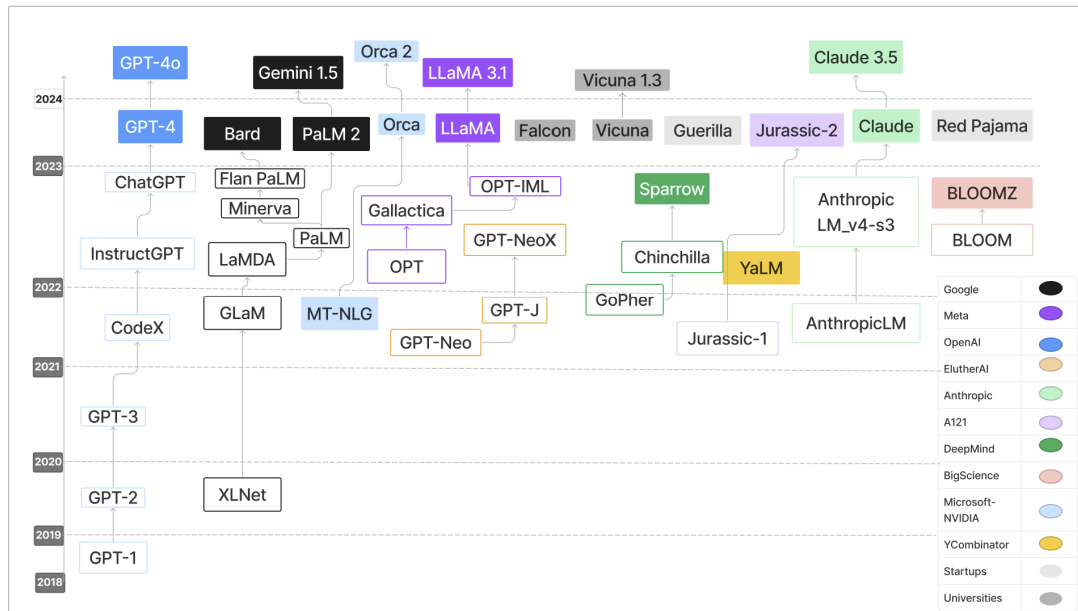 Orca 2
GPT-4o
Gemini 1.5
LLaMA 3.1
Vicuna 1.3
Claude 3.5
2024
GPT-4
Bard
PaLM 2
Orca
LLaMA
Falcon
Vicuna
Guerilla
Jurassic-2
Claude
Red Pajama
2023
ChatGPT
Flan PaLM
OPT-IML
Sparrow
Anthropic
LM_v4-s3
BLOOMZ
Minerva
Gallactica
PaLM
GPT-NeoX
InstructGPT
LaMDA
OPT
Chinchilla
YaLM
BLOOM
2022
GLaM
MT-NLG
GPT-J
GoPher
CodeX
GPT-Neo
Jurassic-1
AnthropicLM
2021
GPT-3
2020
GPT-2
XLNet
2019
GPT-1
2018
Google
Meta
OpenAI
ElutherAI
Anthropic
A121
DeepMind
BigScience
Microsoft-
NVIDIA
YCombinator
Startups
Universities